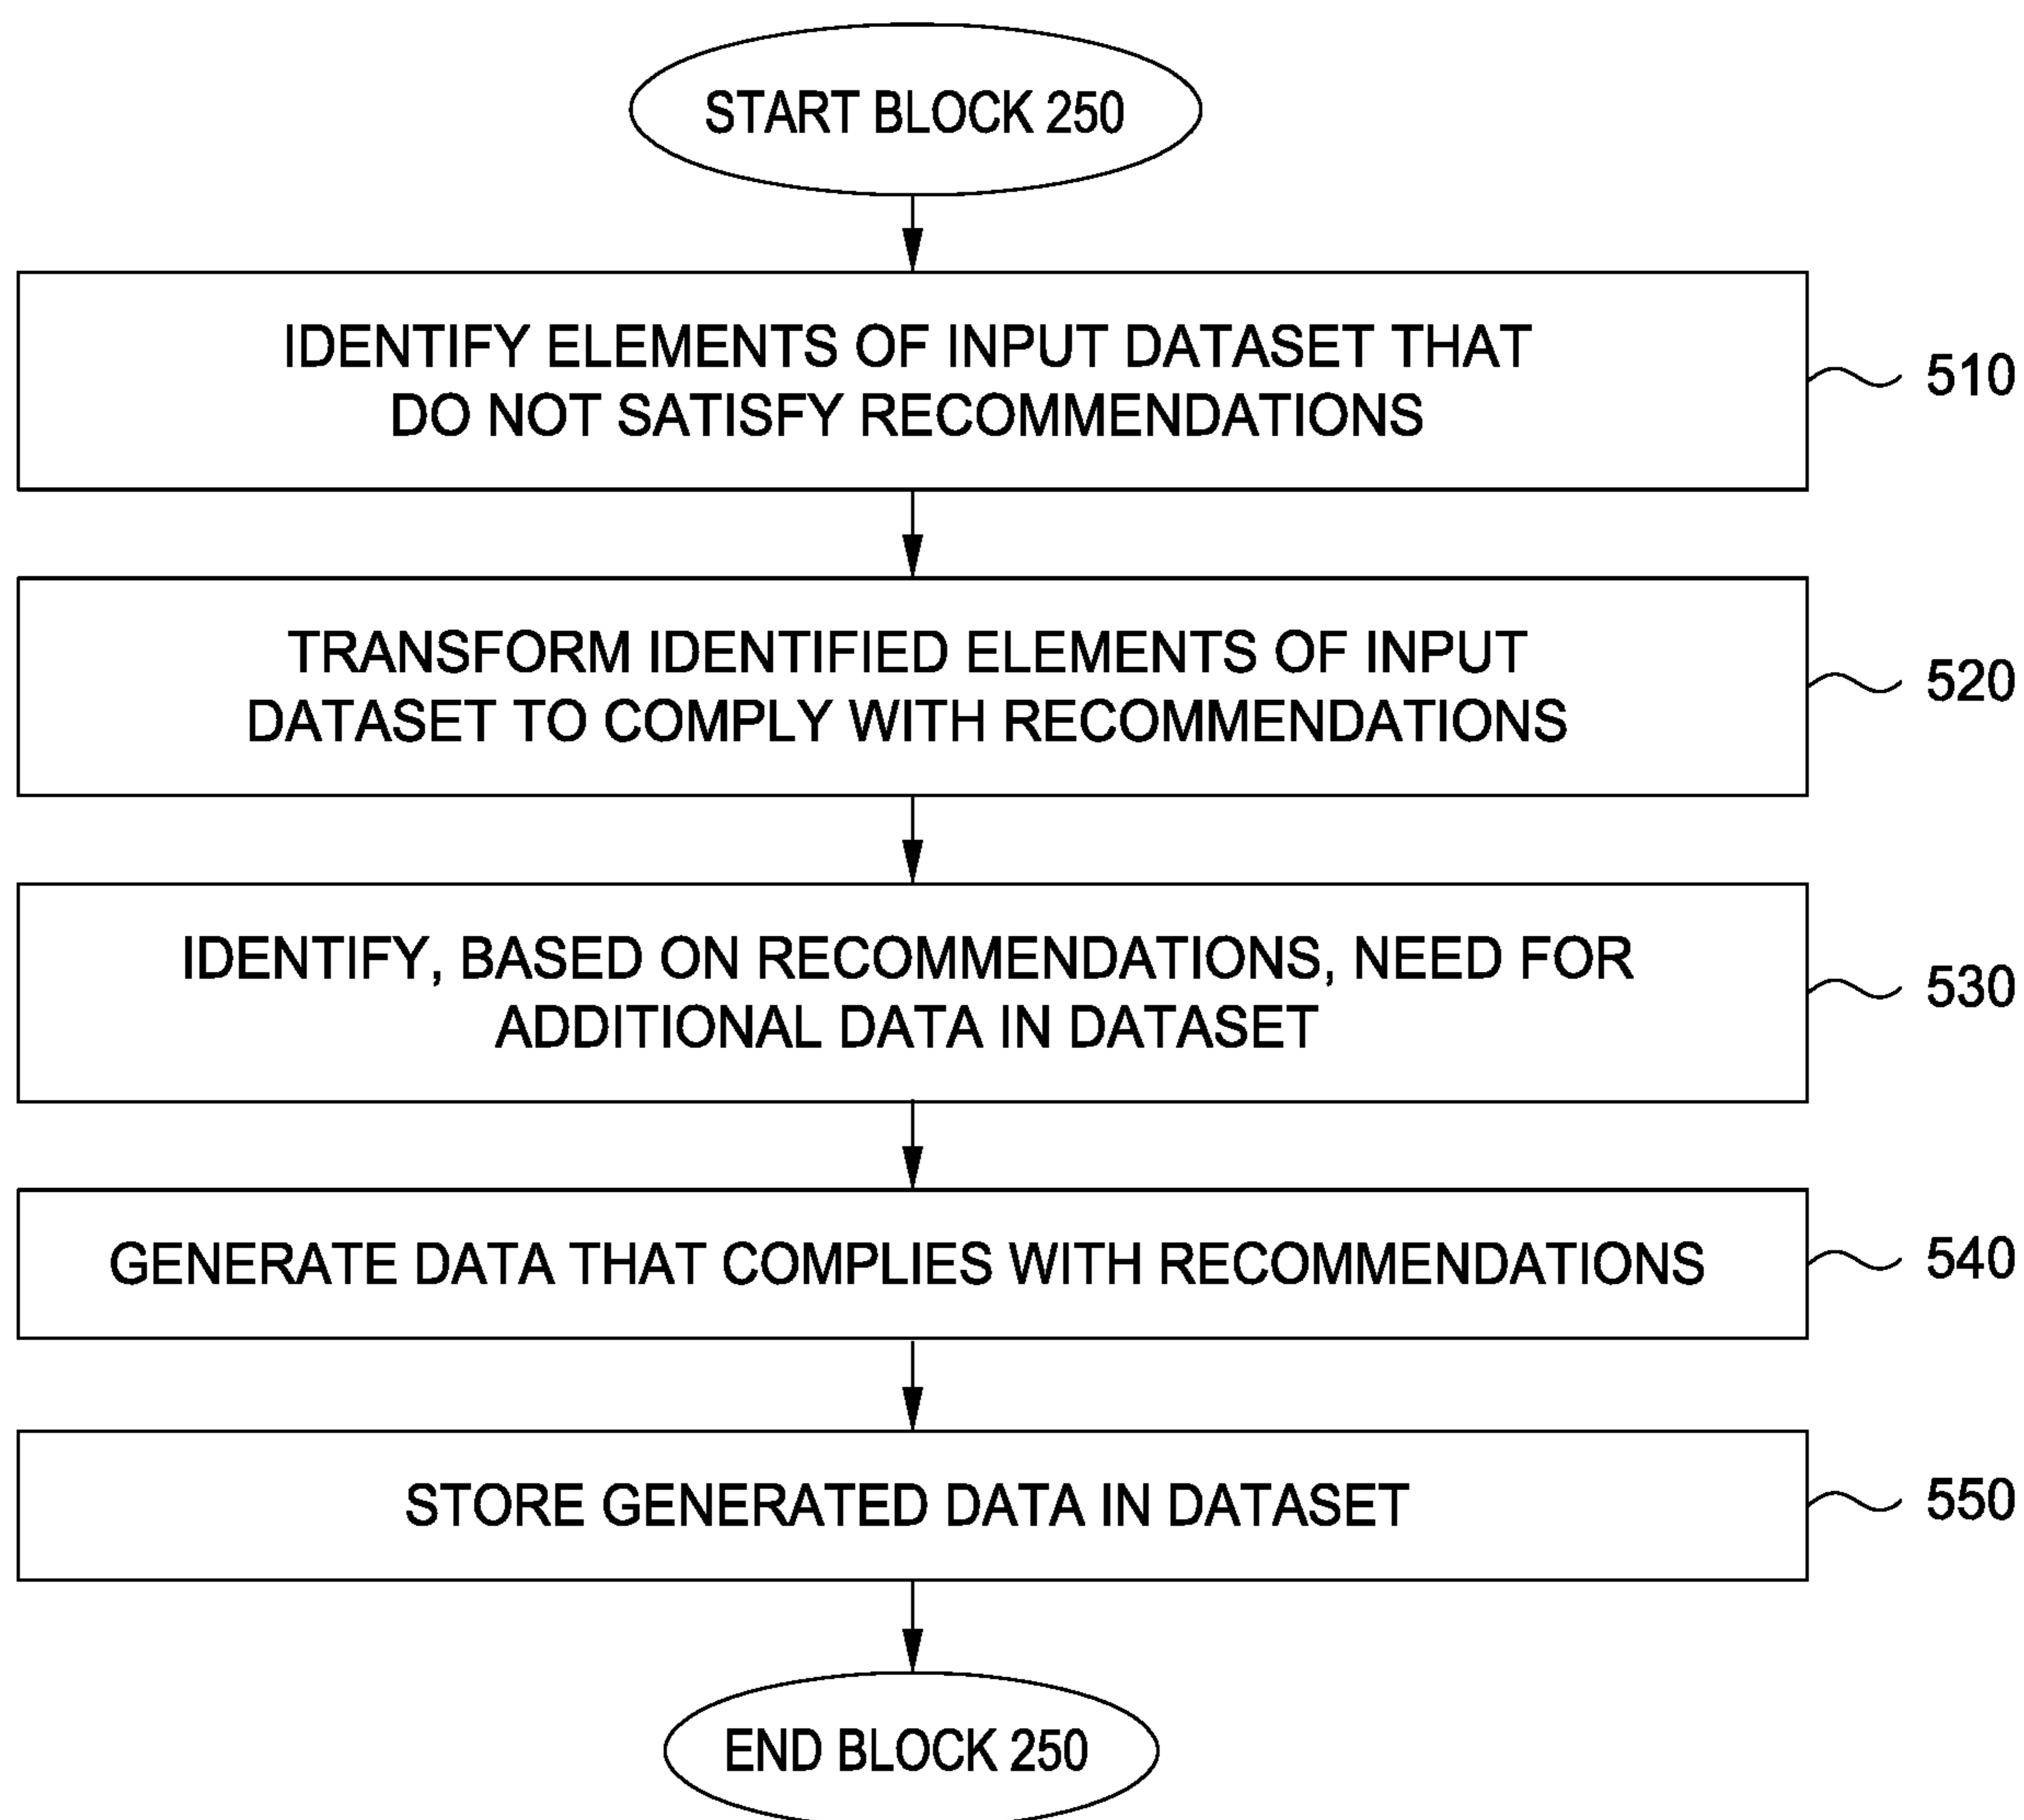 START BLOCK 250
IDENTIFY ELEMENTS OF INPUT DATASET THAT
DO NOT SATISFY RECOMMENDATIONS
510
TRANSFORM IDENTIFIED ELEMENTS OF INPUT
DATASET TO COMPLY WITH RECOMMENDATIONS
520
IDENTIFY, BASED ON RECOMMENDATIONS, NEED FOR
ADDITIONAL DATA IN DATASET
530
GENERATE DATA THAT COMPLIES WITH RECOMMENDATIONS
540
STORE GENERATED DATA IN DATASET
550
END BLOCK 250